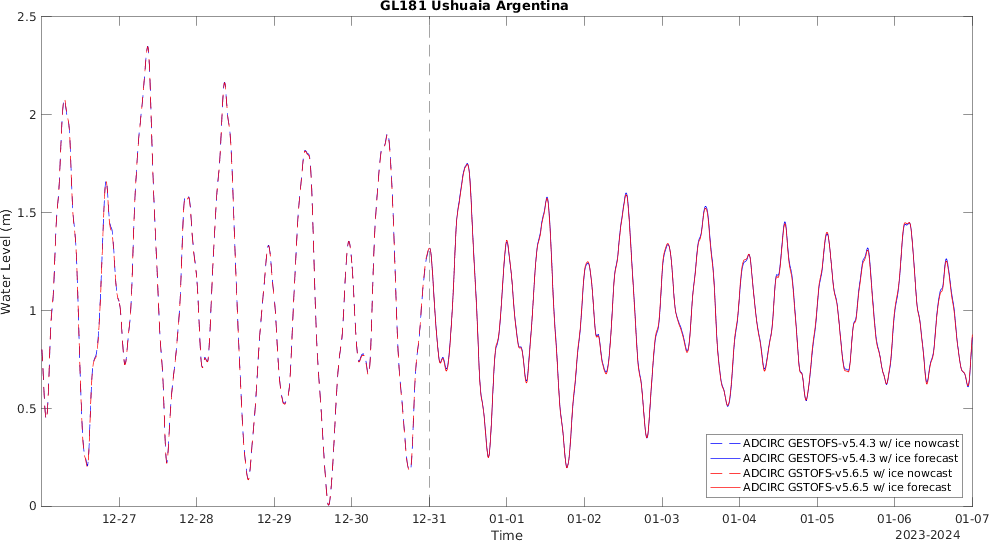 GL181 Ushuaia Argentina
2.5
2
1.5
1
0.5
0
Water Level (m)
12-27 12-28 12-29 12-30 12-31 01-01 01-02 01-03 01-04 01-05 01-06 01-07
Time
2023-2024
ADCIRC GESTOFS-v5.4.3 w/ ice nowcast
ADCIRC GESTOFS-v5.4.3 w/ ice forecast
ADCIRC GSTOFS-v5.6.5 w/ ice nowcast
ADCIRC GSTOFS-v5.6.5 w/ ice forecast